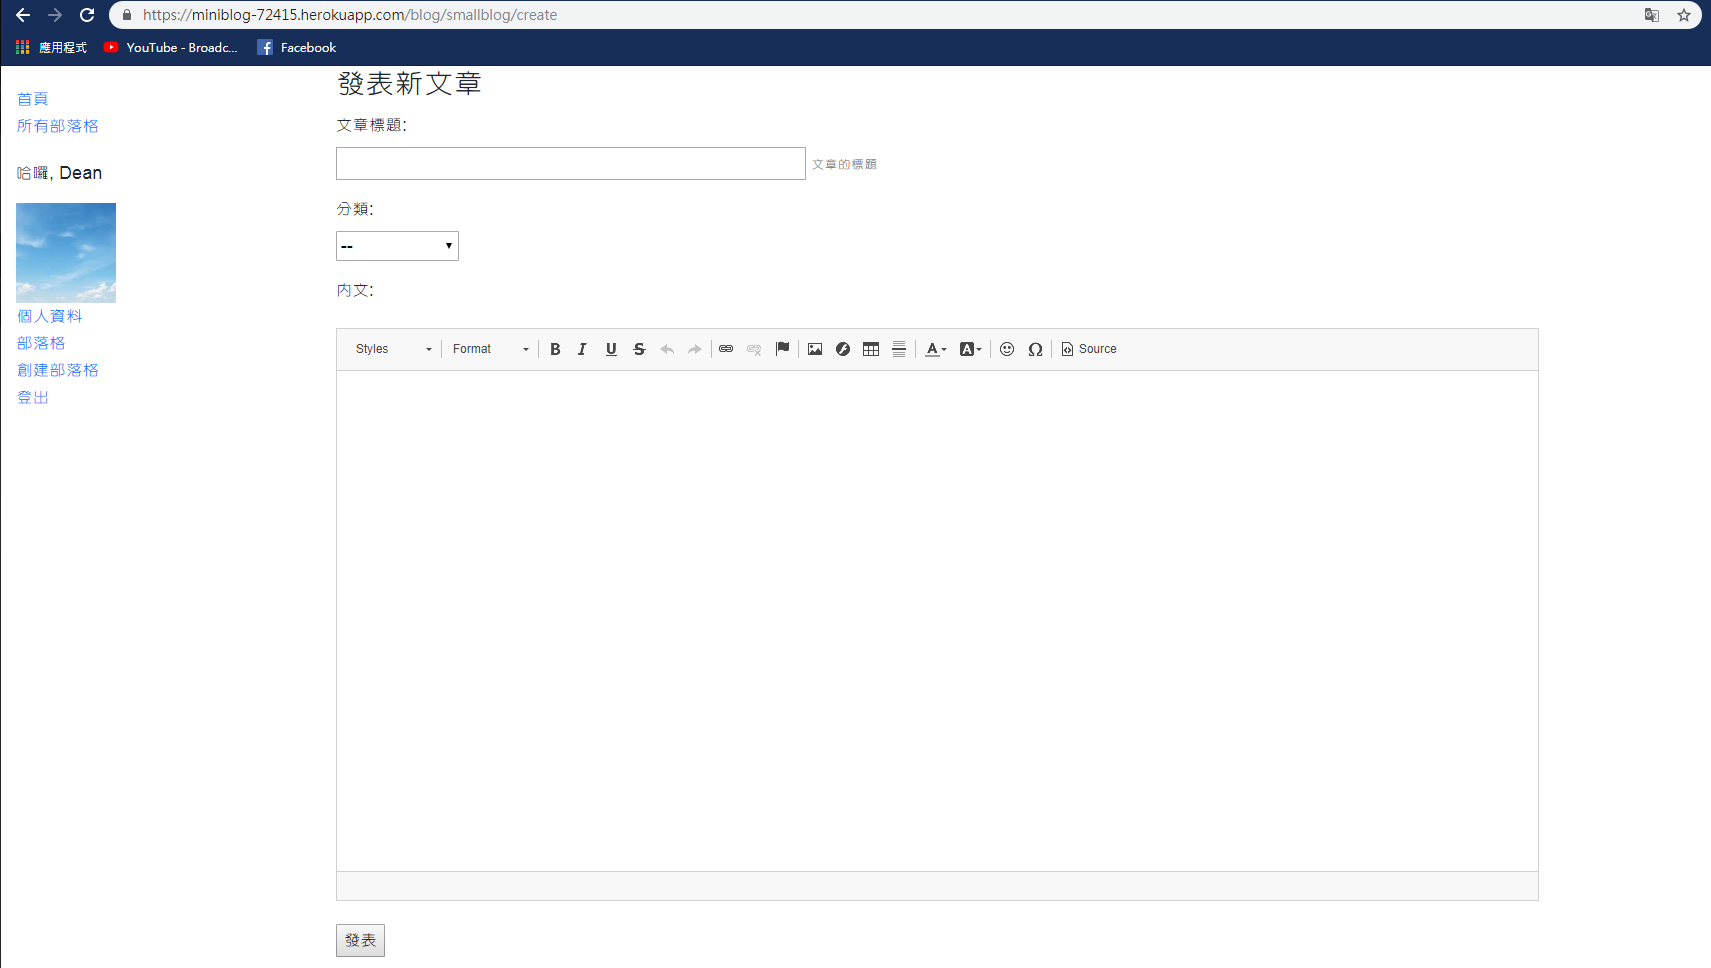 https://miniblog-72415.herokuapp.com/blog/smallblog/create
應用程式 YouTube - Broadc... Facebook
首頁
所有部落格
哈囉, Dean
個人資料
部落格
創建部落格
登出
發表新文章
文章標題:
文章的標題
分類:
--
內文:
Styles Format B I U S A A Ω Source
發表